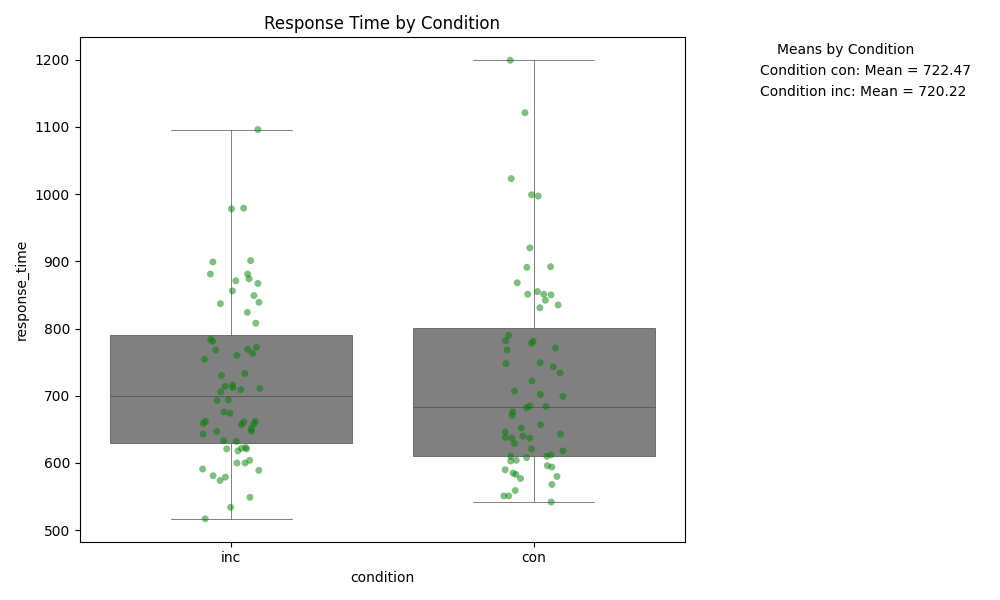 Response Time by Condition
Means by Condition
Condition con: Mean = 722.47
Condition inc: Mean = 720.22
response_time
1200
1100
1000
900
800
700
600
500
inc
con
condition